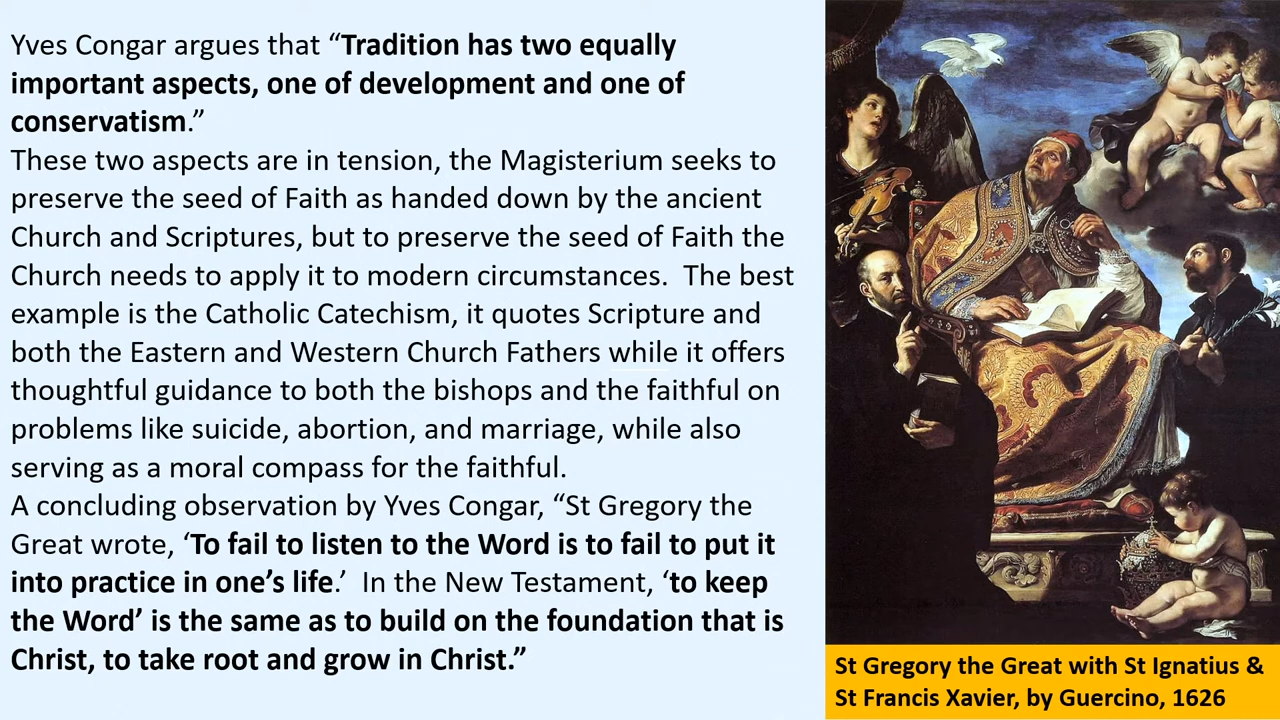 Yves Congar argues that “Tradition has two equally
important aspects, one of development and one of
conservatism.”
These two aspects are in tension, the Magisterium seeks to
preserve the seed of Faith as handed down by the ancient
Church and Scriptures, but to preserve the seed of Faith the
Church needs to apply it to modern circumstances.  The best
example is the Catholic Catechism, it quotes Scripture and
both the Eastern and Western Church Fathers while it offers
thoughtful guidance to both the bishops and the faithful on
problems like suicide, abortion, and marriage, while also
serving as a moral compass for the faithful.
A concluding observation by Yves Congar, “St Gregory the
Great wrote, ‘To fail to listen to the Word is to fail to put it
into practice in one’s life.’  In the New Testament, ‘to keep
the Word’ is the same as to build on the foundation that is
Christ, to take root and grow in Christ.”
St Gregory the Great with St Ignatius &
St Francis Xavier, by Guercino, 1626